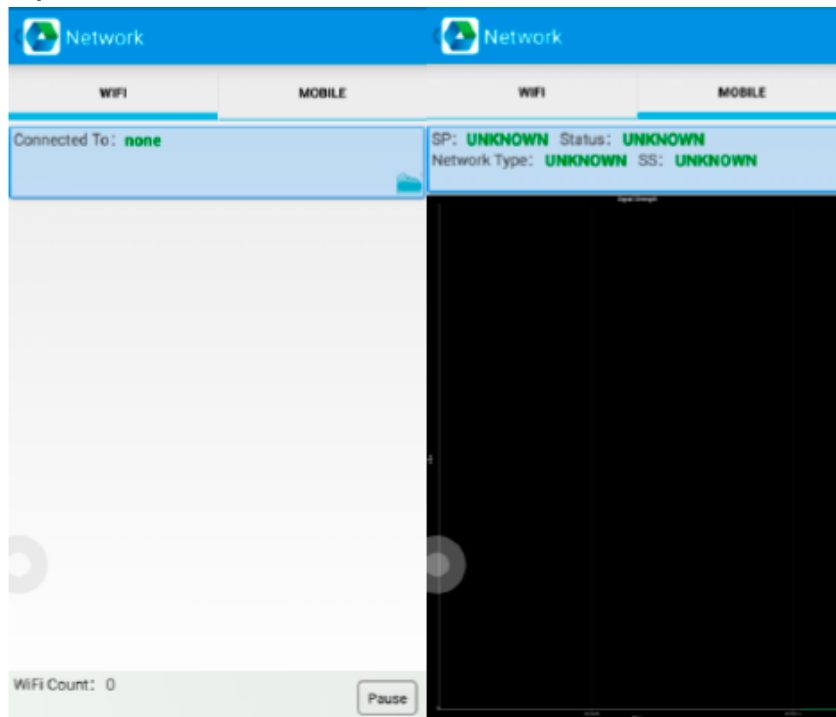 Network
WIFI MOBILE
Connected To: none
WiFi Count: 0
Pause
Network
WIFI MOBILE
SP: UNKNOWN Status: UNKNOWN
Network Type: UNKNOWN SS: UNKNOWN
Signal Strength